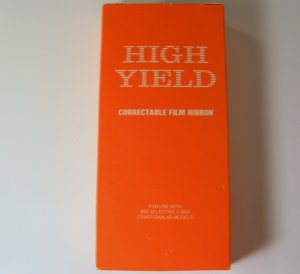 HIGH
YIELD
CORRECTABLE FILM RIBBON
FOR USE WITH:
IBM SELECTRIC II AND
OTHER SIMILAR MODELS